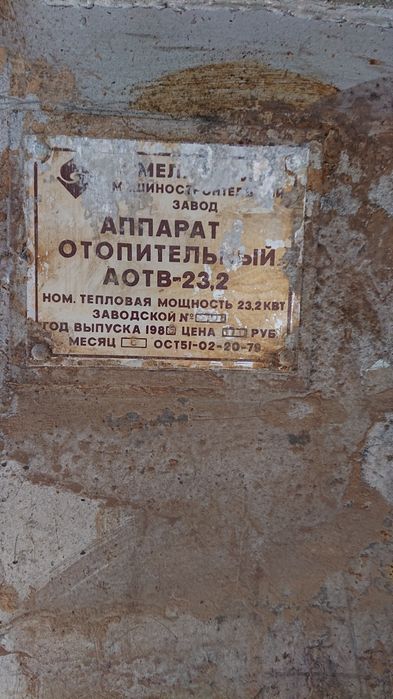 МАШИНОСТРОИТЕЛЬНЫЙ
ЗАВОД
АППАРАТ
ОТОПИТЕЛЬНЫЙ
АОТВ-23,2
НОМ. ТЕПЛОВАЯ МОЩНОСТЬ 23,2 КВТ
ЗАВОДСКОЙ №
ГОД ВЫПУСКА 198 ЦЕНА РУБ
МЕСЯЦ ОСТ51-02-20-79